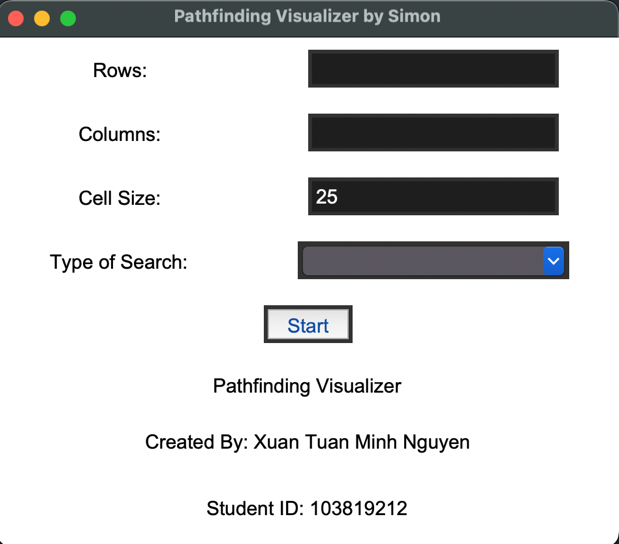 Pathfinding Visualizer by Simon
Rows:
Columns:
Cell Size: 25
Type of Search:
Start
Pathfinding Visualizer
Created By: Xuan Tuan Minh Nguyen
Student ID: 103819212